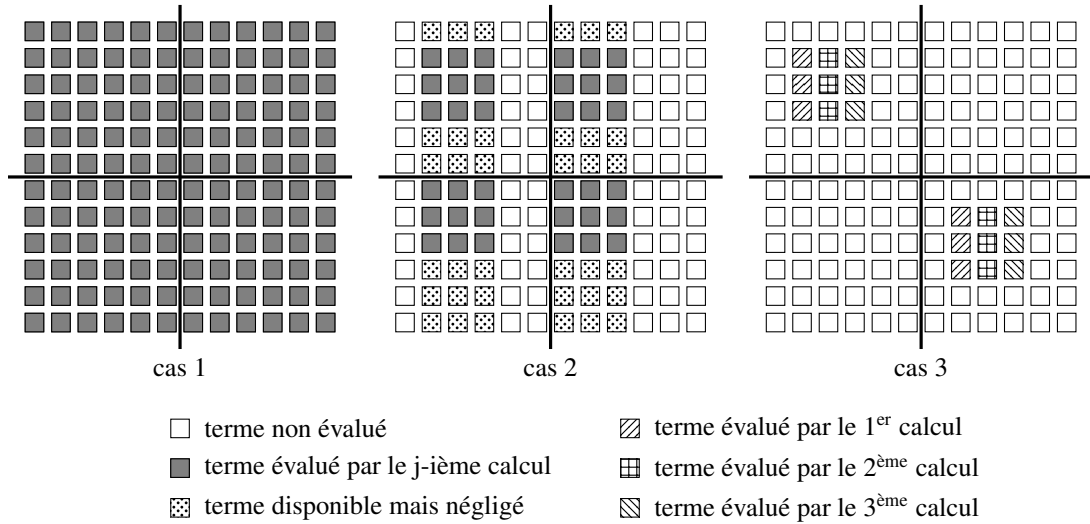 cas 1 cas 2 cas 3
terme non évalué
terme évalué par le j-ième calcul
terme disponible mais négligé
terme évalué par le 1er calcul
terme évalué par le 2ème calcul
terme évalué par le 3ème calcul